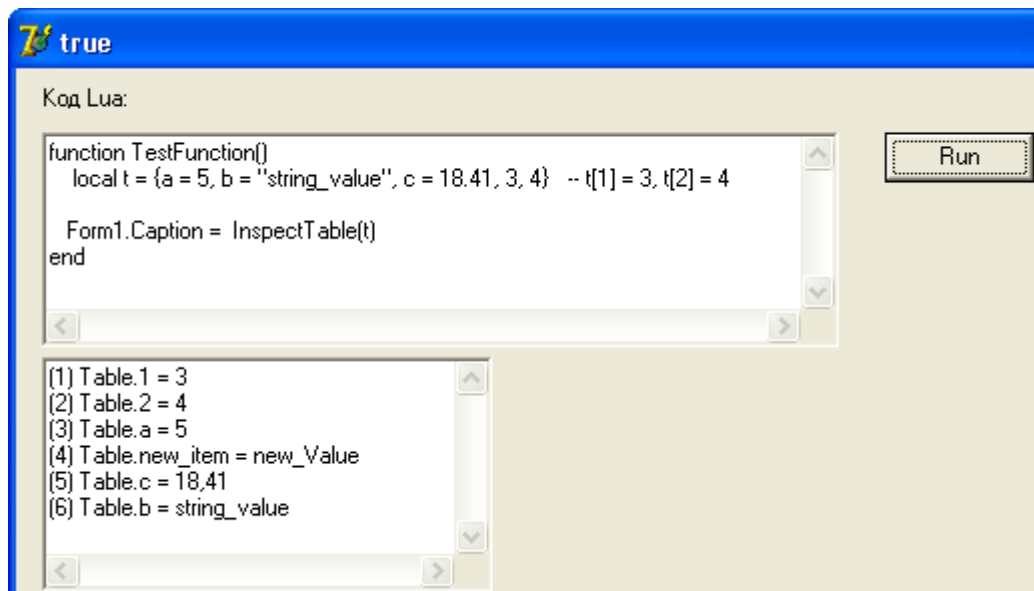 true
Код Lua:
function TestFunction()
local t = {a = 5, b = "string_value", c = 18.41, 3, 4}   -- t[1] = 3, t[2] = 4
Form1.Caption =  InspectTable(t)
end
Run
(1) Table.1 = 3
(2) Table.2 = 4
(3) Table.a = 5
(4) Table.new_item = new_Value
(5) Table.c = 18,41
(6) Table.b = string_value